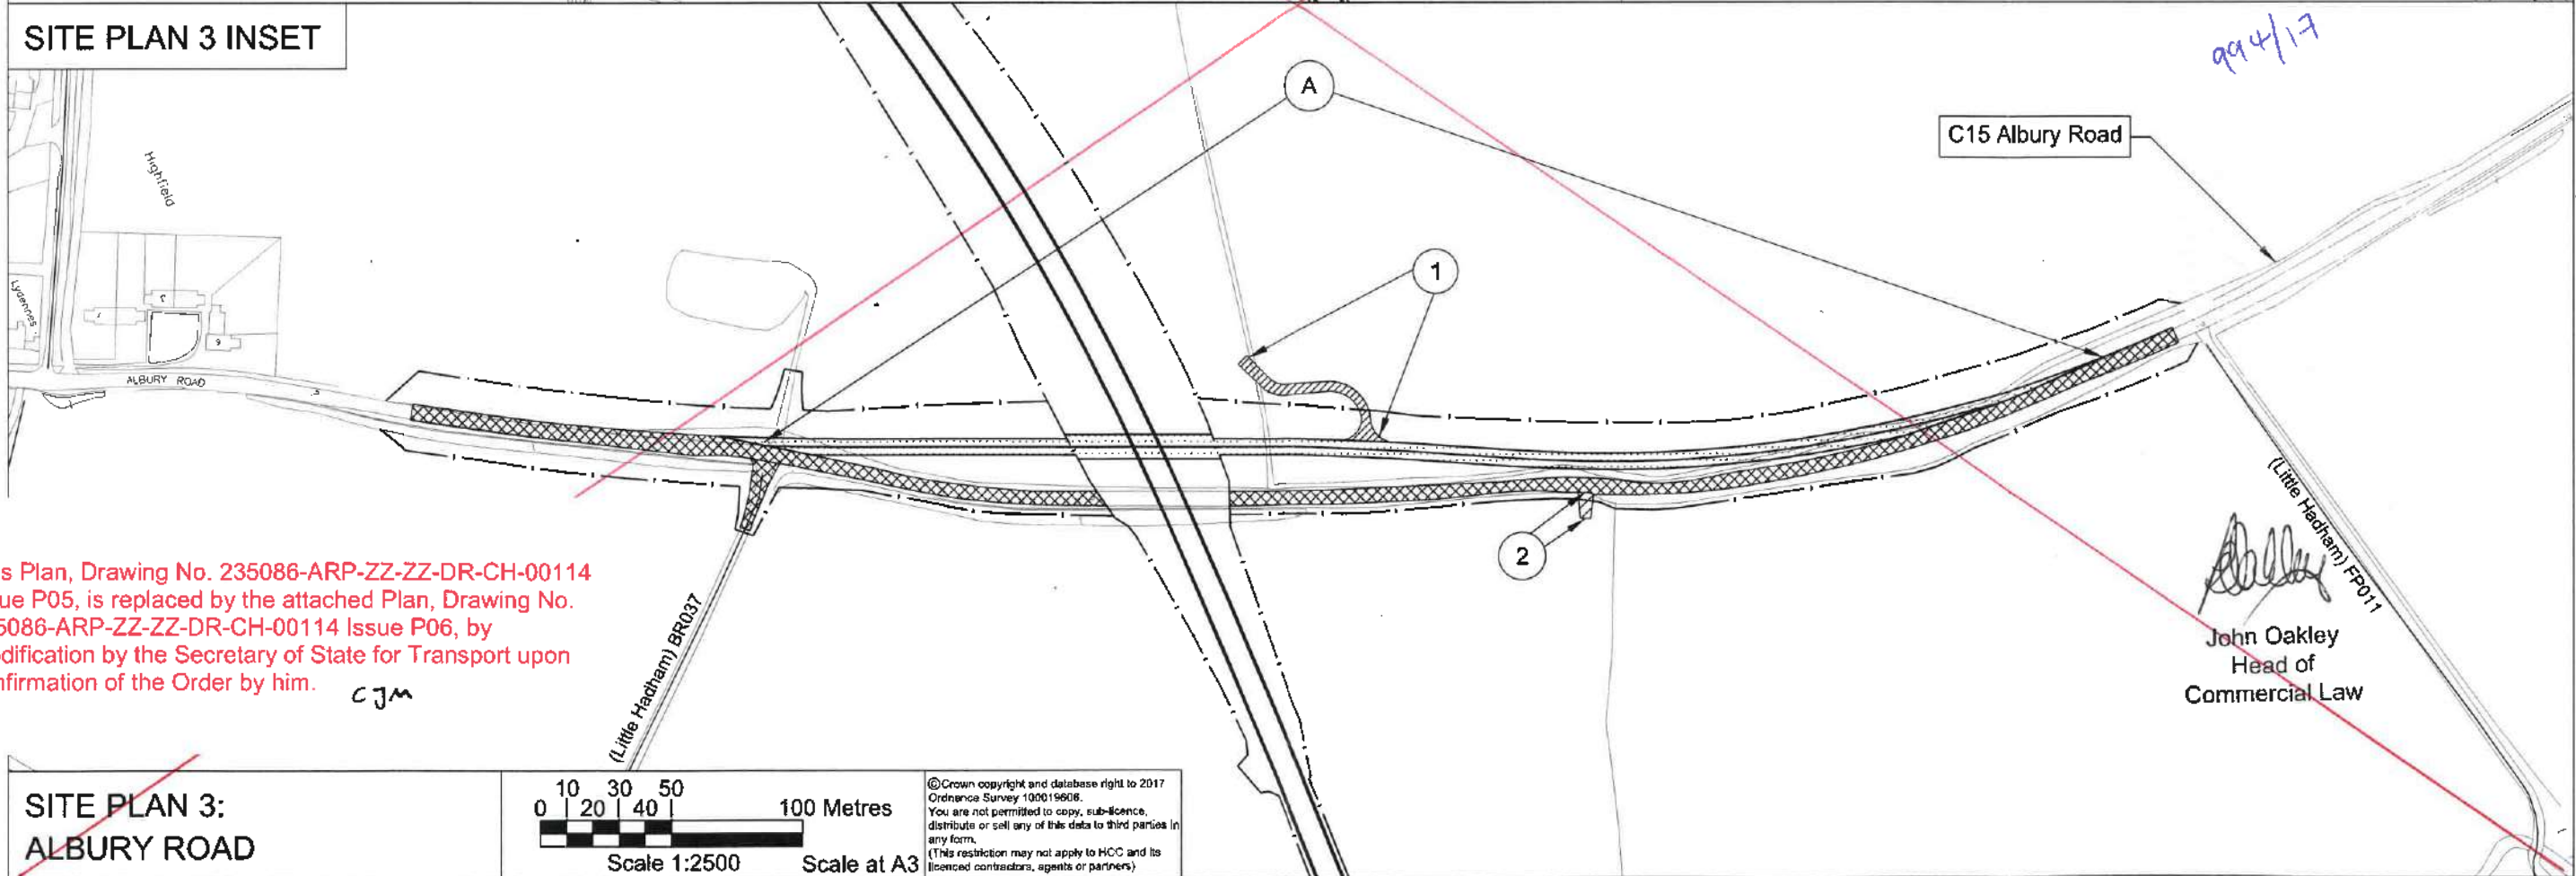 SITE PLAN 3 INSET
994/17
A
C15 Albury Road
Highfield
1
Lydennes
6
ALBURY ROAD
2
(Little Hadham) BR037
(Little Hadham) FP011
s Plan, Drawing No. 235086-ARP-ZZ-ZZ-DR-CH-00114
ue P05, is replaced by the attached Plan, Drawing No.
5086-ARP-ZZ-ZZ-DR-CH-00114 Issue P06, by
dification by the Secretary of State for Transport upon
nfirmation of the Order by him.
CJM
John Oakley
Head of
Commercial Law
SITE PLAN 3:
ALBURY ROAD
10 30 50
0 20 40 100 Metres
Scale 1:2500 Scale at A3
©Crown copyright and database right to 2017
Ordnance Survey 100019606.
You are not permitted to copy, sub-licence,
distribute or sell any of this data to third parties in
any form.
(This restriction may not apply to HCC and its
licenced contractors, agents or partners)